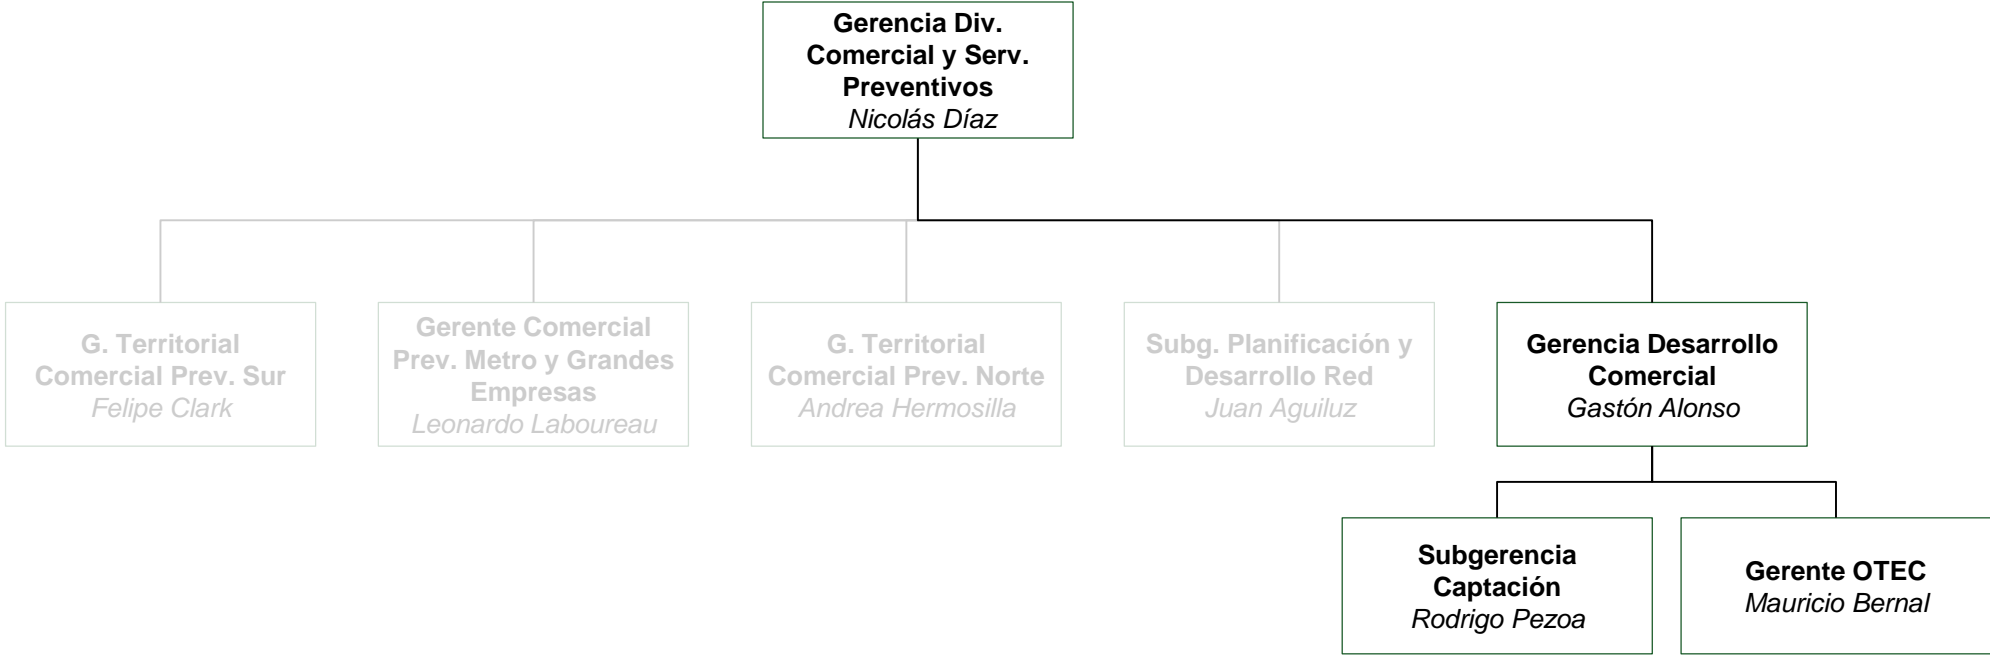 Gerencia Div.
Comercial y Serv.
Preventivos
Nicolás Díaz
G. Territorial
Comercial Prev. Sur
Felipe Clark
Gerente Comercial
Prev. Metro y Grandes
Empresas
Leonardo Laboureau
G. Territorial
Comercial Prev. Norte
Andrea Hermosilla
Subg. Planificación y
Desarrollo Red
Juan Aguiluz
Gerencia Desarrollo
Comercial
Gastón Alonso
Subgerencia
Captación
Rodrigo Pezoa
Gerente OTEC
Mauricio Bernal